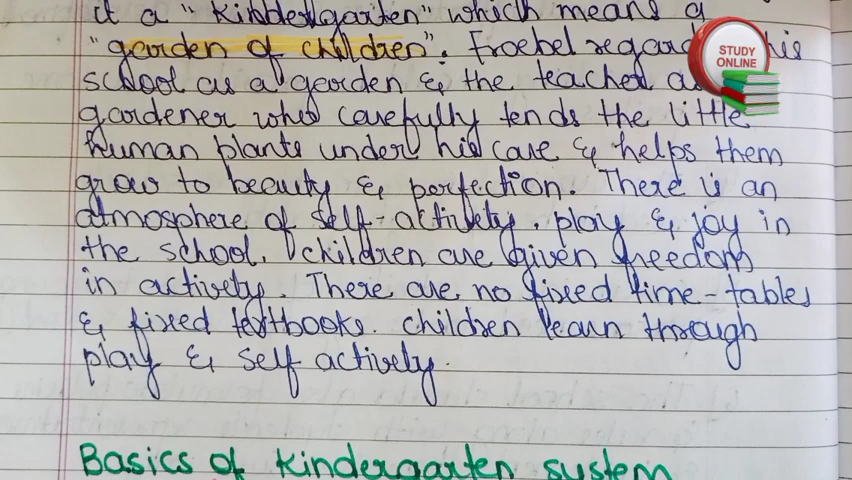 it a "Kindergarten" which means a
"garden of children". Froebel regard his
school as a garden & the teacher as
gardener who carefully tends the little
human plants under his care & helps them
grow to beauty & perfection. There is an
atmosphere of self-activity, play & joy in
the school. Children are given freedom
in activity. There are no fixed time-tables
& fixed textbooks. Children learn through
play & self activity.
Basics of Kindergarten system
STUDY
ONLINE